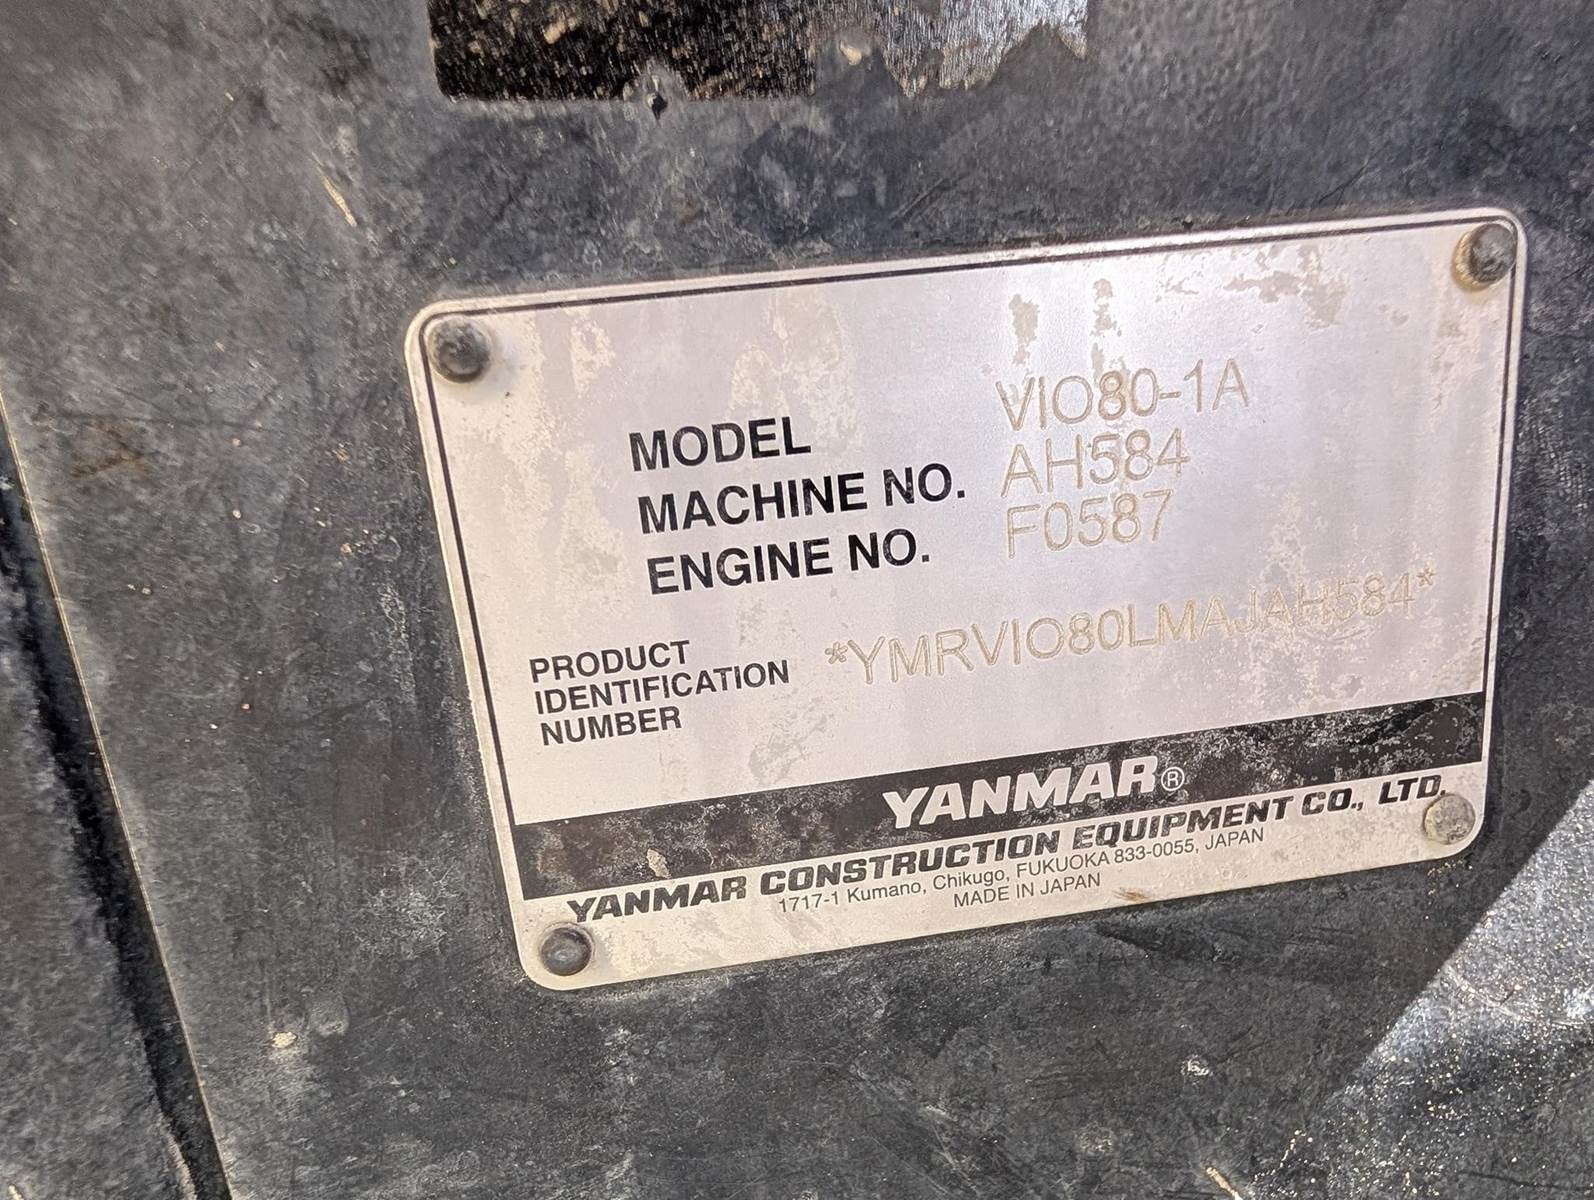 MODEL VIO80-1A
MACHINE NO. AH584
ENGINE NO. F0587
PRODUCT
IDENTIFICATION
NUMBER
*YMRVIO80LMAJAH584*
YANMAR®
YANMAR CONSTRUCTION EQUIPMENT CO., LTD.
1717-1 Kumano, Chikugo, FUKUOKA 833-0055, JAPAN
MADE IN JAPAN